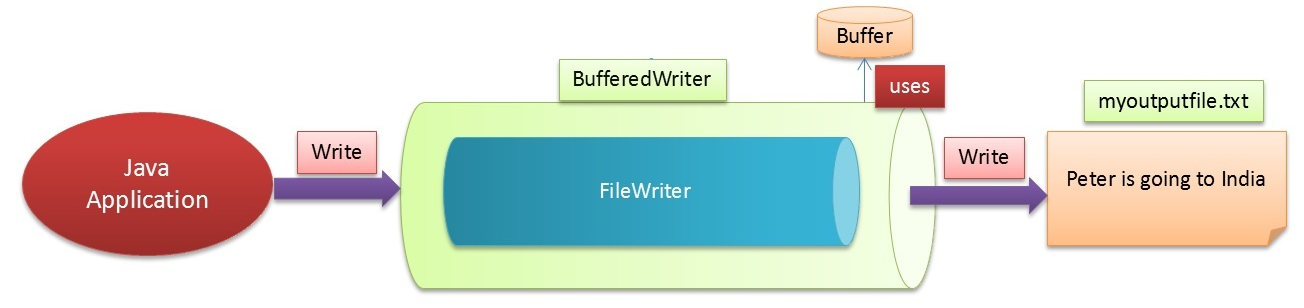 Buffer
BufferedWriter
uses
myoutputfile.txt
Java
Application
Write
FileWriter
Write
Peter is going to India